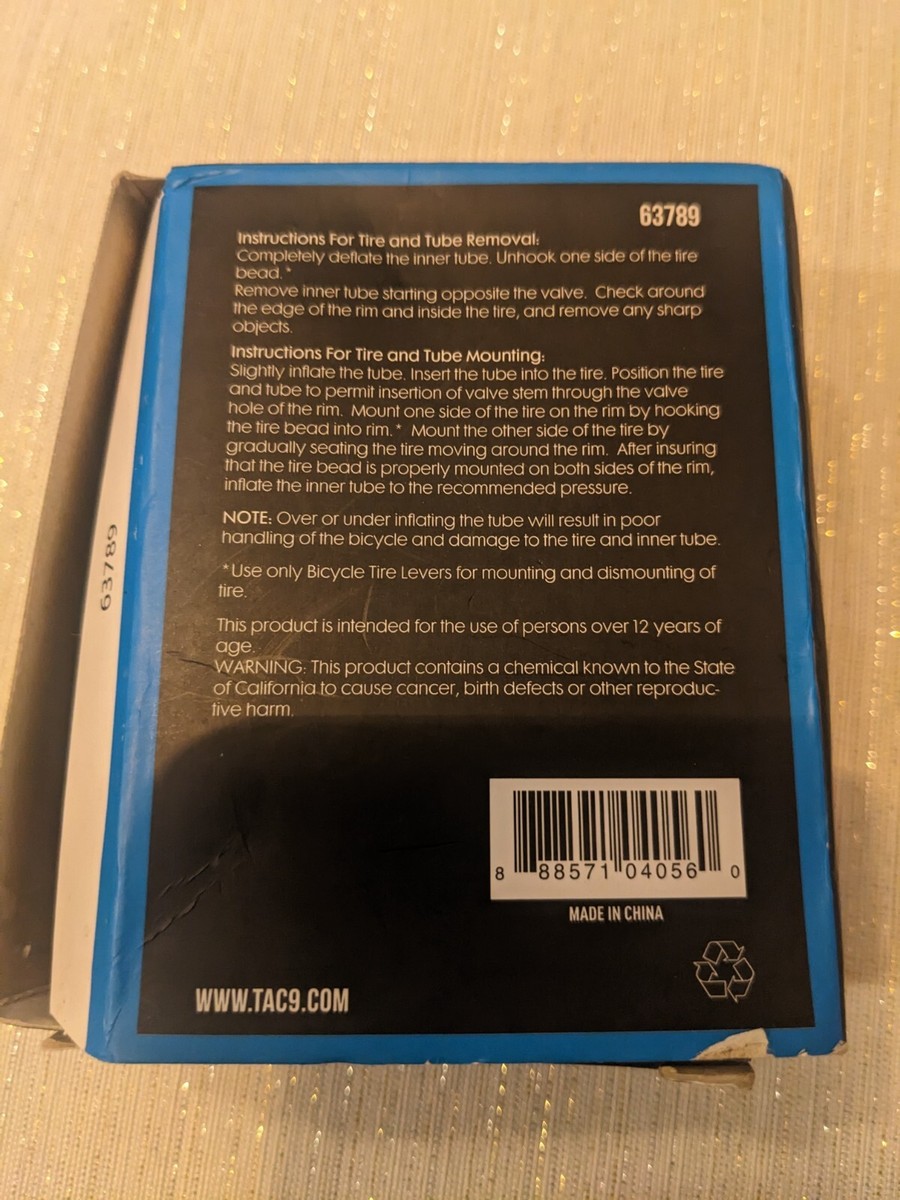 63789
Instructions For Tire and Tube Removal:
Completely deflate the inner tube. Unhook one side of the tire
bead.*
Remove inner tube starting opposite the valve. Check around
the edge of the rim and inside the tire, and remove any sharp
objects.
Instructions For Tire and Tube Mounting:
Slightly inflate the tube. Insert the tube into the tire. Position the tire
and tube to permit insertion of valve stem through the valve
hole of the rim. Mount one side of the tire on the rim by hooking
the tire bead into rim.* Mount the other side of the tire by
gradually seating the tire moving around the rim. After insuring
that the tire bead is properly mounted on both sides of the rim,
inflate the inner tube to the recommended pressure.
NOTE: Over or under inflating the tube will result in poor
handling of the bicycle and damage to the tire and inner tube.
*Use only Bicycle Tire Levers for mounting and dismounting of
tire.
This product is intended for the use of persons over 12 years of
age.
WARNING: This product contains a chemical known to the State
of California to cause cancer, birth defects or other reproduc-
tive harm.
63789
8 88571 04056 0
MADE IN CHINA
WWW.TAC9.COM